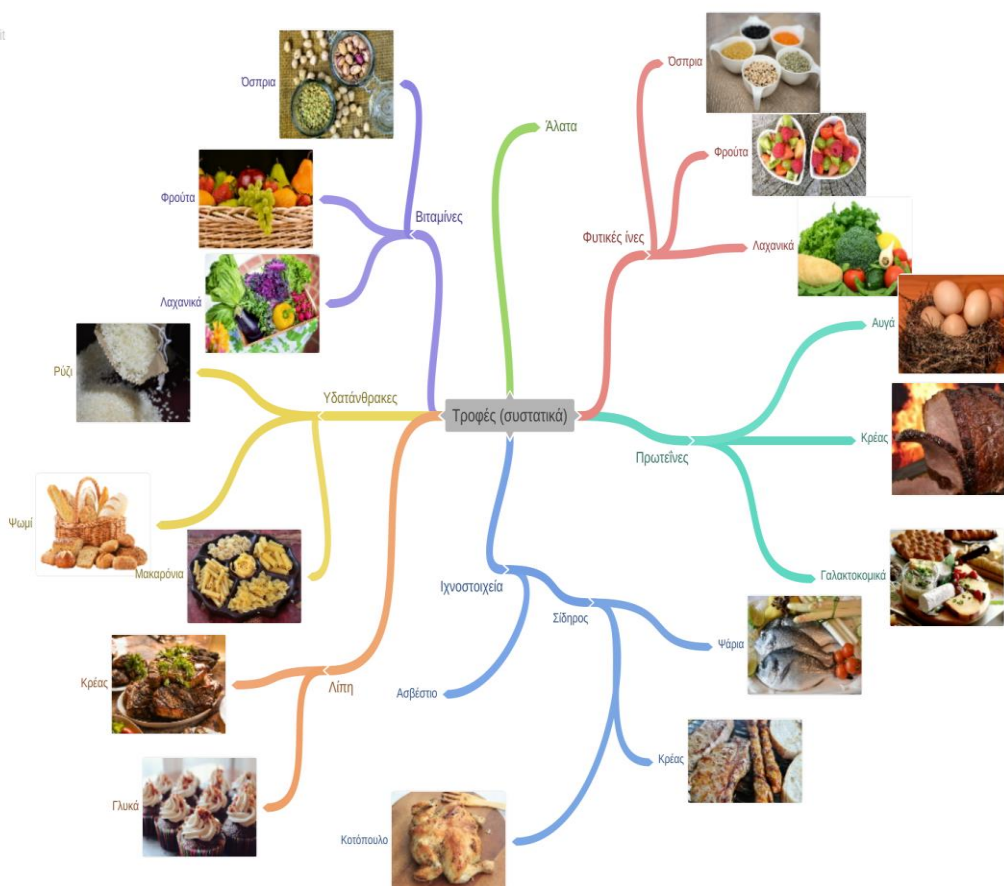 it
Όσπρια
Φρούτα
Λαχανικά
Βιταμίνες
Άλατα
Όσπρια
Φρούτα
Λαχανικά
Φυτικές ίνες
Ρύζι
Ψωμί
Μακαρόνια
Υδατάνθρακες
Τροφές (συστατικά)
Αυγά
Κρέας
Γαλακτοκομικά
Πρωτεΐνες
Κρέας
Γλυκά
Λίπη
Ιχνοστοιχεία
Ασβέστιο
Σίδηρος
Ψάρια
Κρέας
Κοτόπουλο